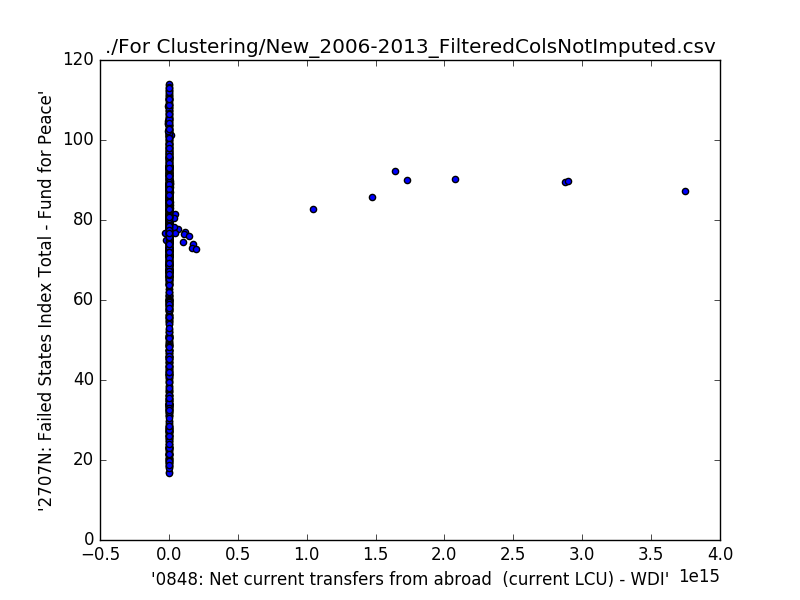 ./For Clustering/New_2006-2013_FilteredColsNotImputed.csv
120
100
80
60
40
20
0
'2707N: Failed States Index Total - Fund for Peace'
−0.5 0.0 0.5 1.0 1.5 2.0 2.5 3.0 3.5 4.0
1e15
'0848: Net current transfers from abroad  (current LCU) - WDI'